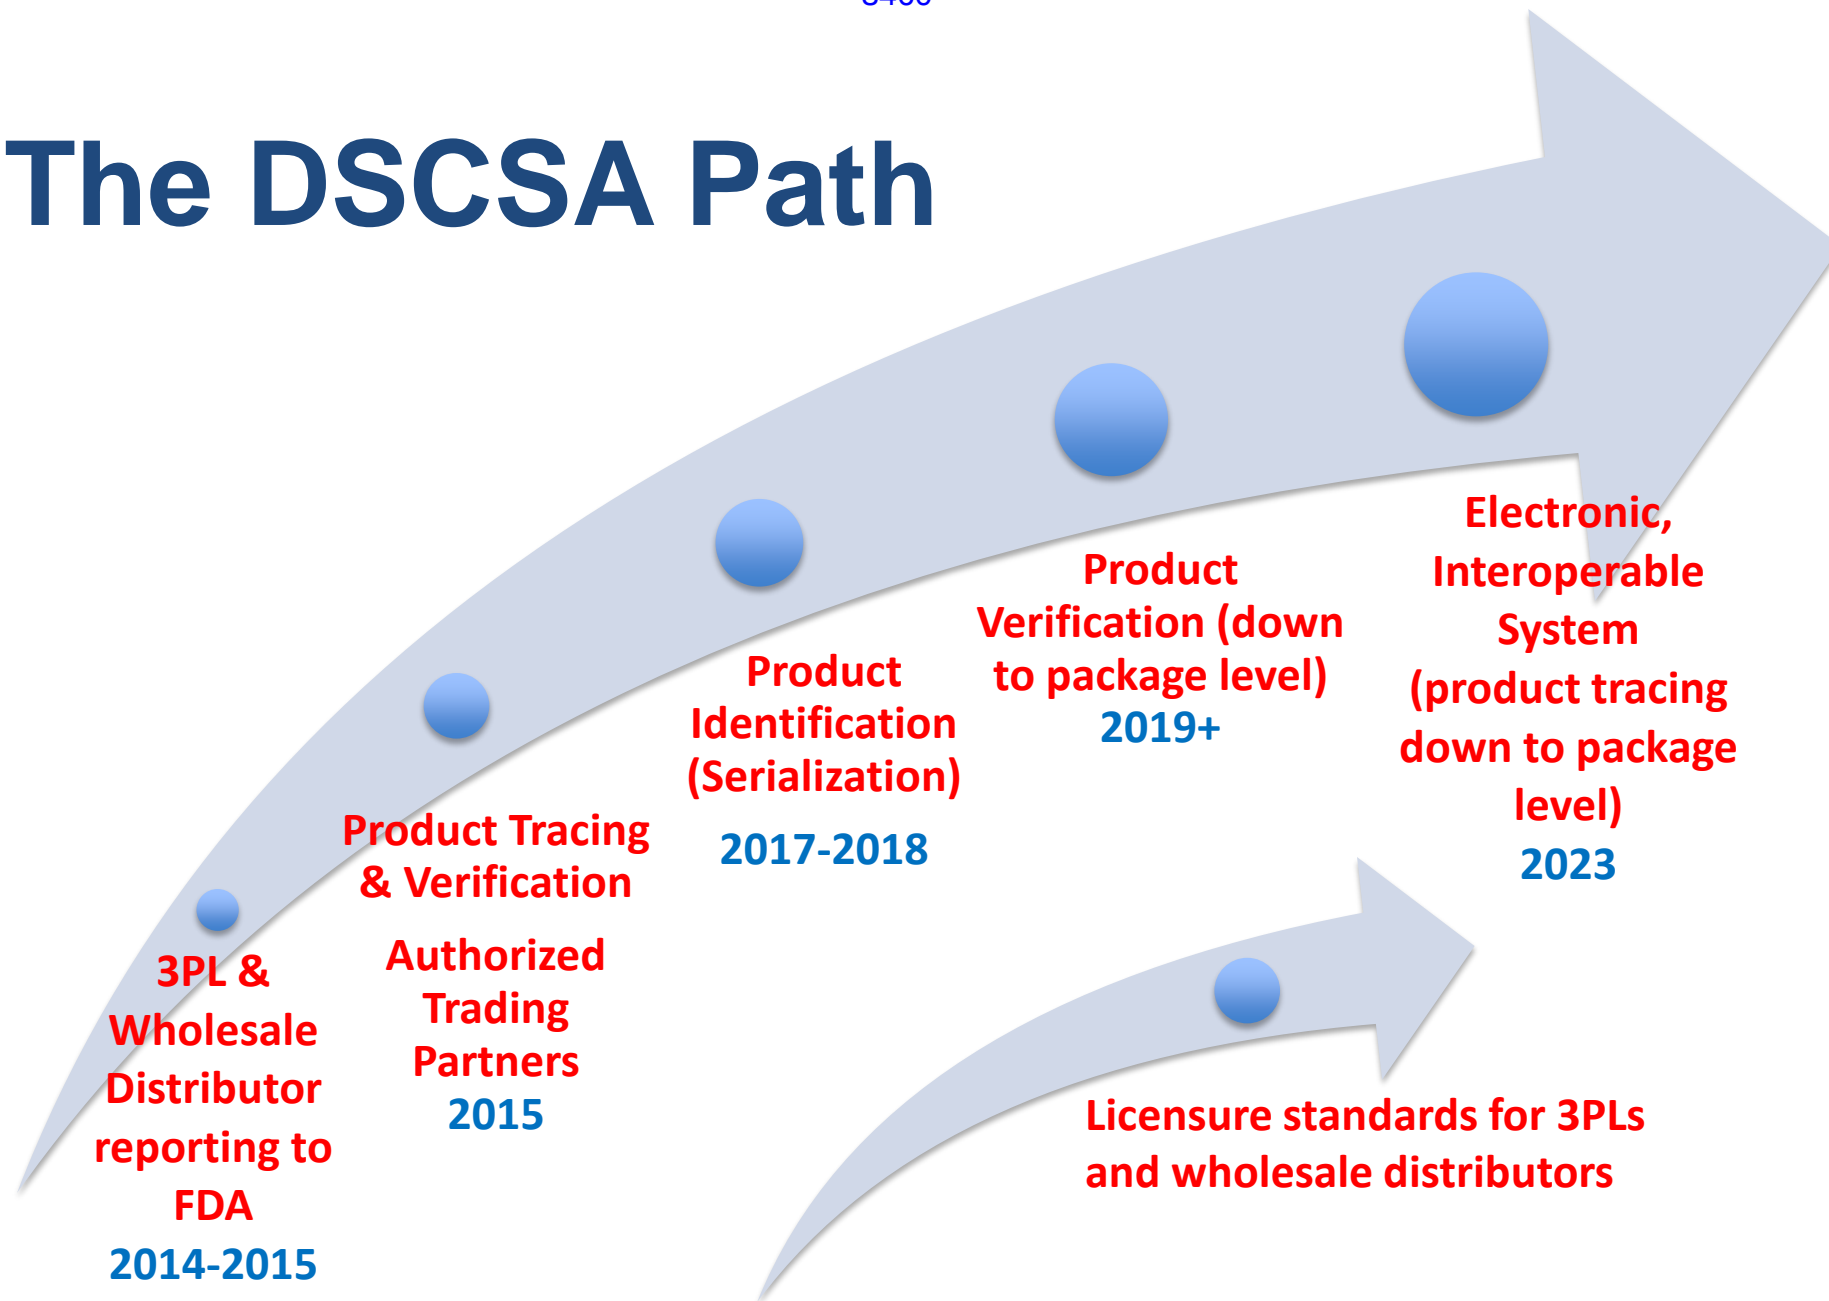 The DSCSA Path
3PL &
Wholesale
Distributor
reporting to
FDA
2014-2015
Product Tracing
& Verification
Authorized
Trading
Partners
2015
Product
Identification
(Serialization)
2017-2018
Product
Verification (down
to package level)
2019+
Electronic,
Interoperable
System
(product tracing
down to package
level)
2023
Licensure standards for 3PLs
and wholesale distributors